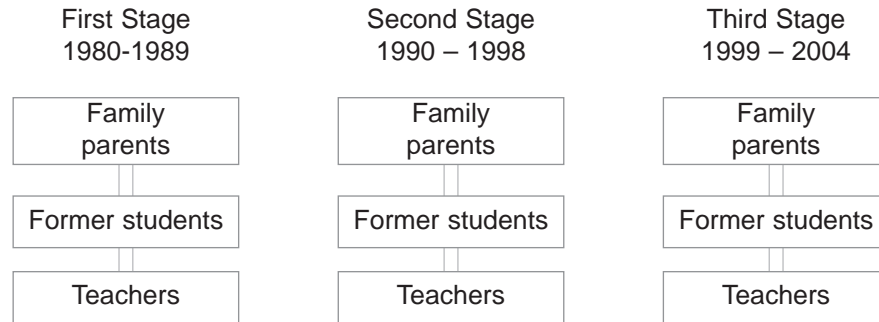 First Stage
1980-1989
Family
parents
Former students
Teachers
Second Stage
1990 – 1998
Family
parents
Former students
Teachers
Third Stage
1999 – 2004
Family
parents
Former students
Teachers